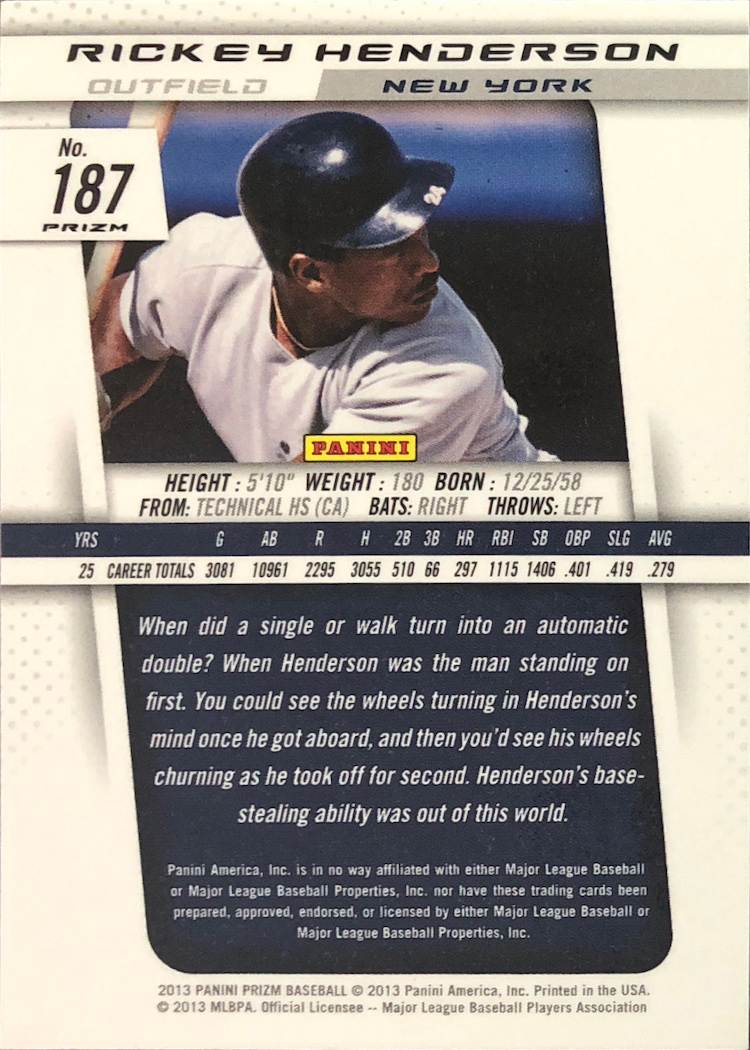 RICKEY HENDERSON
OUTFIELD NEW YORK
No.
187
PRIZM
PANINI
HEIGHT : 5'10" WEIGHT : 180 BORN : 12/25/58
FROM: TECHNICAL HS (CA) BATS: RIGHT THROWS: LEFT
YRS G AB R H 2B 3B HR RBI SB OBP SLG AVG
25 CAREER TOTALS 3081 10961 2295 3055 510 66 297 1115 1406 .401 .419 .279
When did a single or walk turn into an automatic
double? When Henderson was the man standing on
first. You could see the wheels turning in Henderson's
mind once he got aboard, and then you'd see his wheels
churning as he took off for second. Henderson's base-
stealing ability was out of this world.
Panini America, Inc. is in no way affiliated with either Major League Baseball
or Major League Baseball Properties, Inc. nor have these trading cards been
prepared, approved, endorsed, or licensed by either Major League Baseball or
Major League Baseball Properties, Inc.
2013 PANINI PRIZM BASEBALL © 2013 Panini America, Inc. Printed in the USA.
© 2013 MLBPA. Official Licensee -- Major League Baseball Players Association